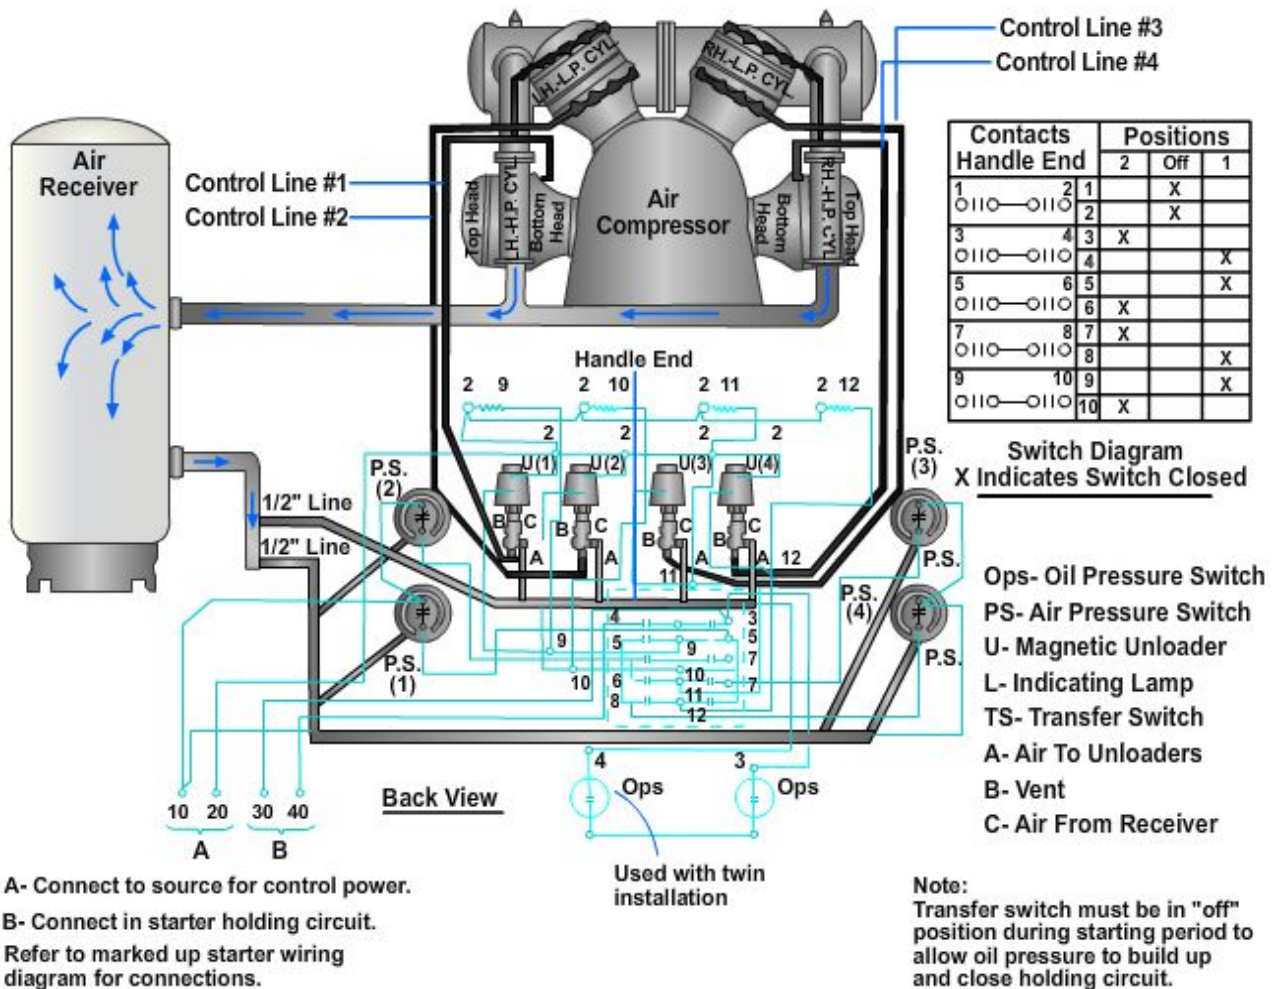 Control Line #3
Control Line #4
LH.-L.P. CYL.
RH.-L.P. CYL.
Air
Receiver
Control Line #1
Control Line #2
Top Head
LH.-H.P. CYL.
Bottorn
Head
Air
Compressor
Bottorn
Head
RH.-H.P. CYL
Top Head
Contacts
Handle End
Positions
2 Off 1
1 2 1 X
2 X
3 4 3 X
4 X
5 6 5 X
6 X
7 8 7 X
8 X
9 10 9 X
10 X
Switch Diagram
X Indicates Switch Closed
Handle End
2 9 2 10 2 11 2 12
2 2 2 2
U(1) U(2) U(3) U(4)
P.S.
(2)
P.S.
(3)
1/2" Line
1/2" Line
B C B C B C B C
A A A A
11 12
P.S.
P.S.
(4)
P.S.
(1)
P.S.
4 3
5 5
9 9 7
10 6 10 7
8 11
12
Ops- Oil Pressure Switch
PS- Air Pressure Switch
U- Magnetic Unloader
L- Indicating Lamp
TS- Transfer Switch
A- Air To Unloaders
B- Vent
C- Air From Receiver
4 3
Ops Ops
Back View
10 20 30 40
A B
Used with twin
installation
A- Connect to source for control power.
B- Connect in starter holding circuit.
Refer to marked up starter wiring
diagram for connections.
Note:
Transfer switch must be in "off"
position during starting period to
allow oil pressure to build up
and close holding circuit.